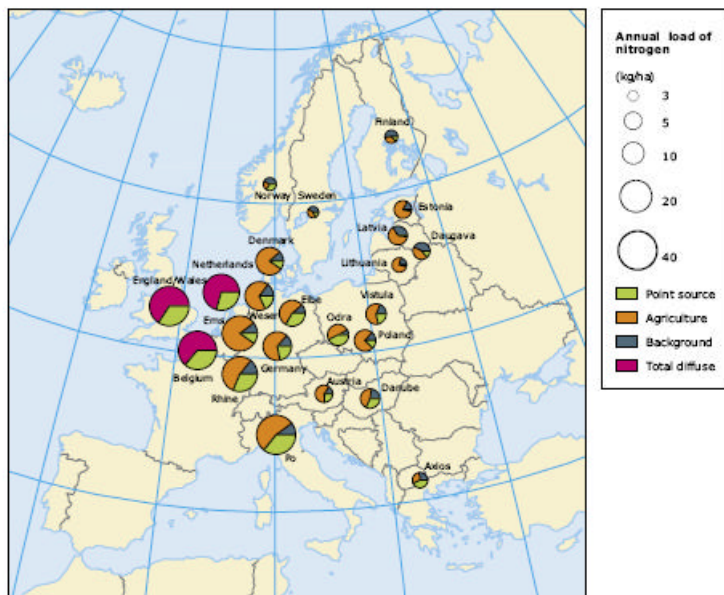 Finland
Norway Sweden
Estonia
Denmark
Latvia
Daugava
Netherlands
Lithuania
England/Wales
Elbe
Vistula
Ems
Weser
Odra
Poland
Belgium
Germany
Rhine
Austria
Danube
Po
Axios
Annual load of
nitrogen
(kg/ha)
3
5
10
20
40
Point source
Agriculture
Background
Total diffuse